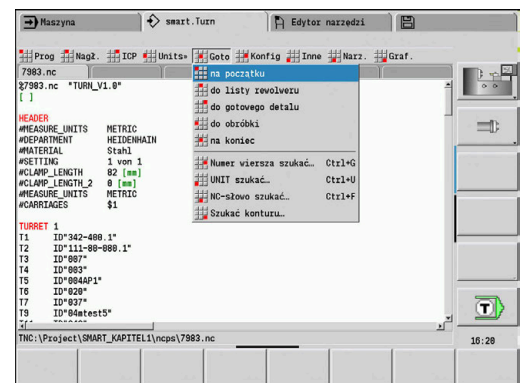 Maszyna smart.Turn Edytor narzędzi
Prog Nagł. ICP Units» Goto Konfig Inne Narz. Graf.
7983.nc
%7983.nc "TURN_V1.0"
[ ]
HEADER
#MEASURE_UNITS METRIC
#DEPARTMENT HEIDENHAIN
#MATERIAL Stahl
#SETTING 1 von 1
#CLAMP_LENGTH 82 [mm]
#CLAMP_LENGTH_2 0 [mm]
#MEASURE_UNITS METRIC
#CARRIAGES $1
TURRET 1
T1 ID"342-400.1"
T2 ID"111-80-080.1"
T3 ID"007"
T4 ID"003"
T5 ID"004AP1"
T6 ID"020"
T7 ID"037"
T9 ID"04mtest5"
na początku
do listy revolveru
do gotowego detalu
do obróbki
na koniec
Numer wiersza szukać… Ctrl+G
UNIT szukać… Ctrl+U
NC-słowo szukać… Ctrl+F
Szukać konturu…
TNC:\Project\SMART_KAPITEL1\ncps\7983.nc
T
16:20